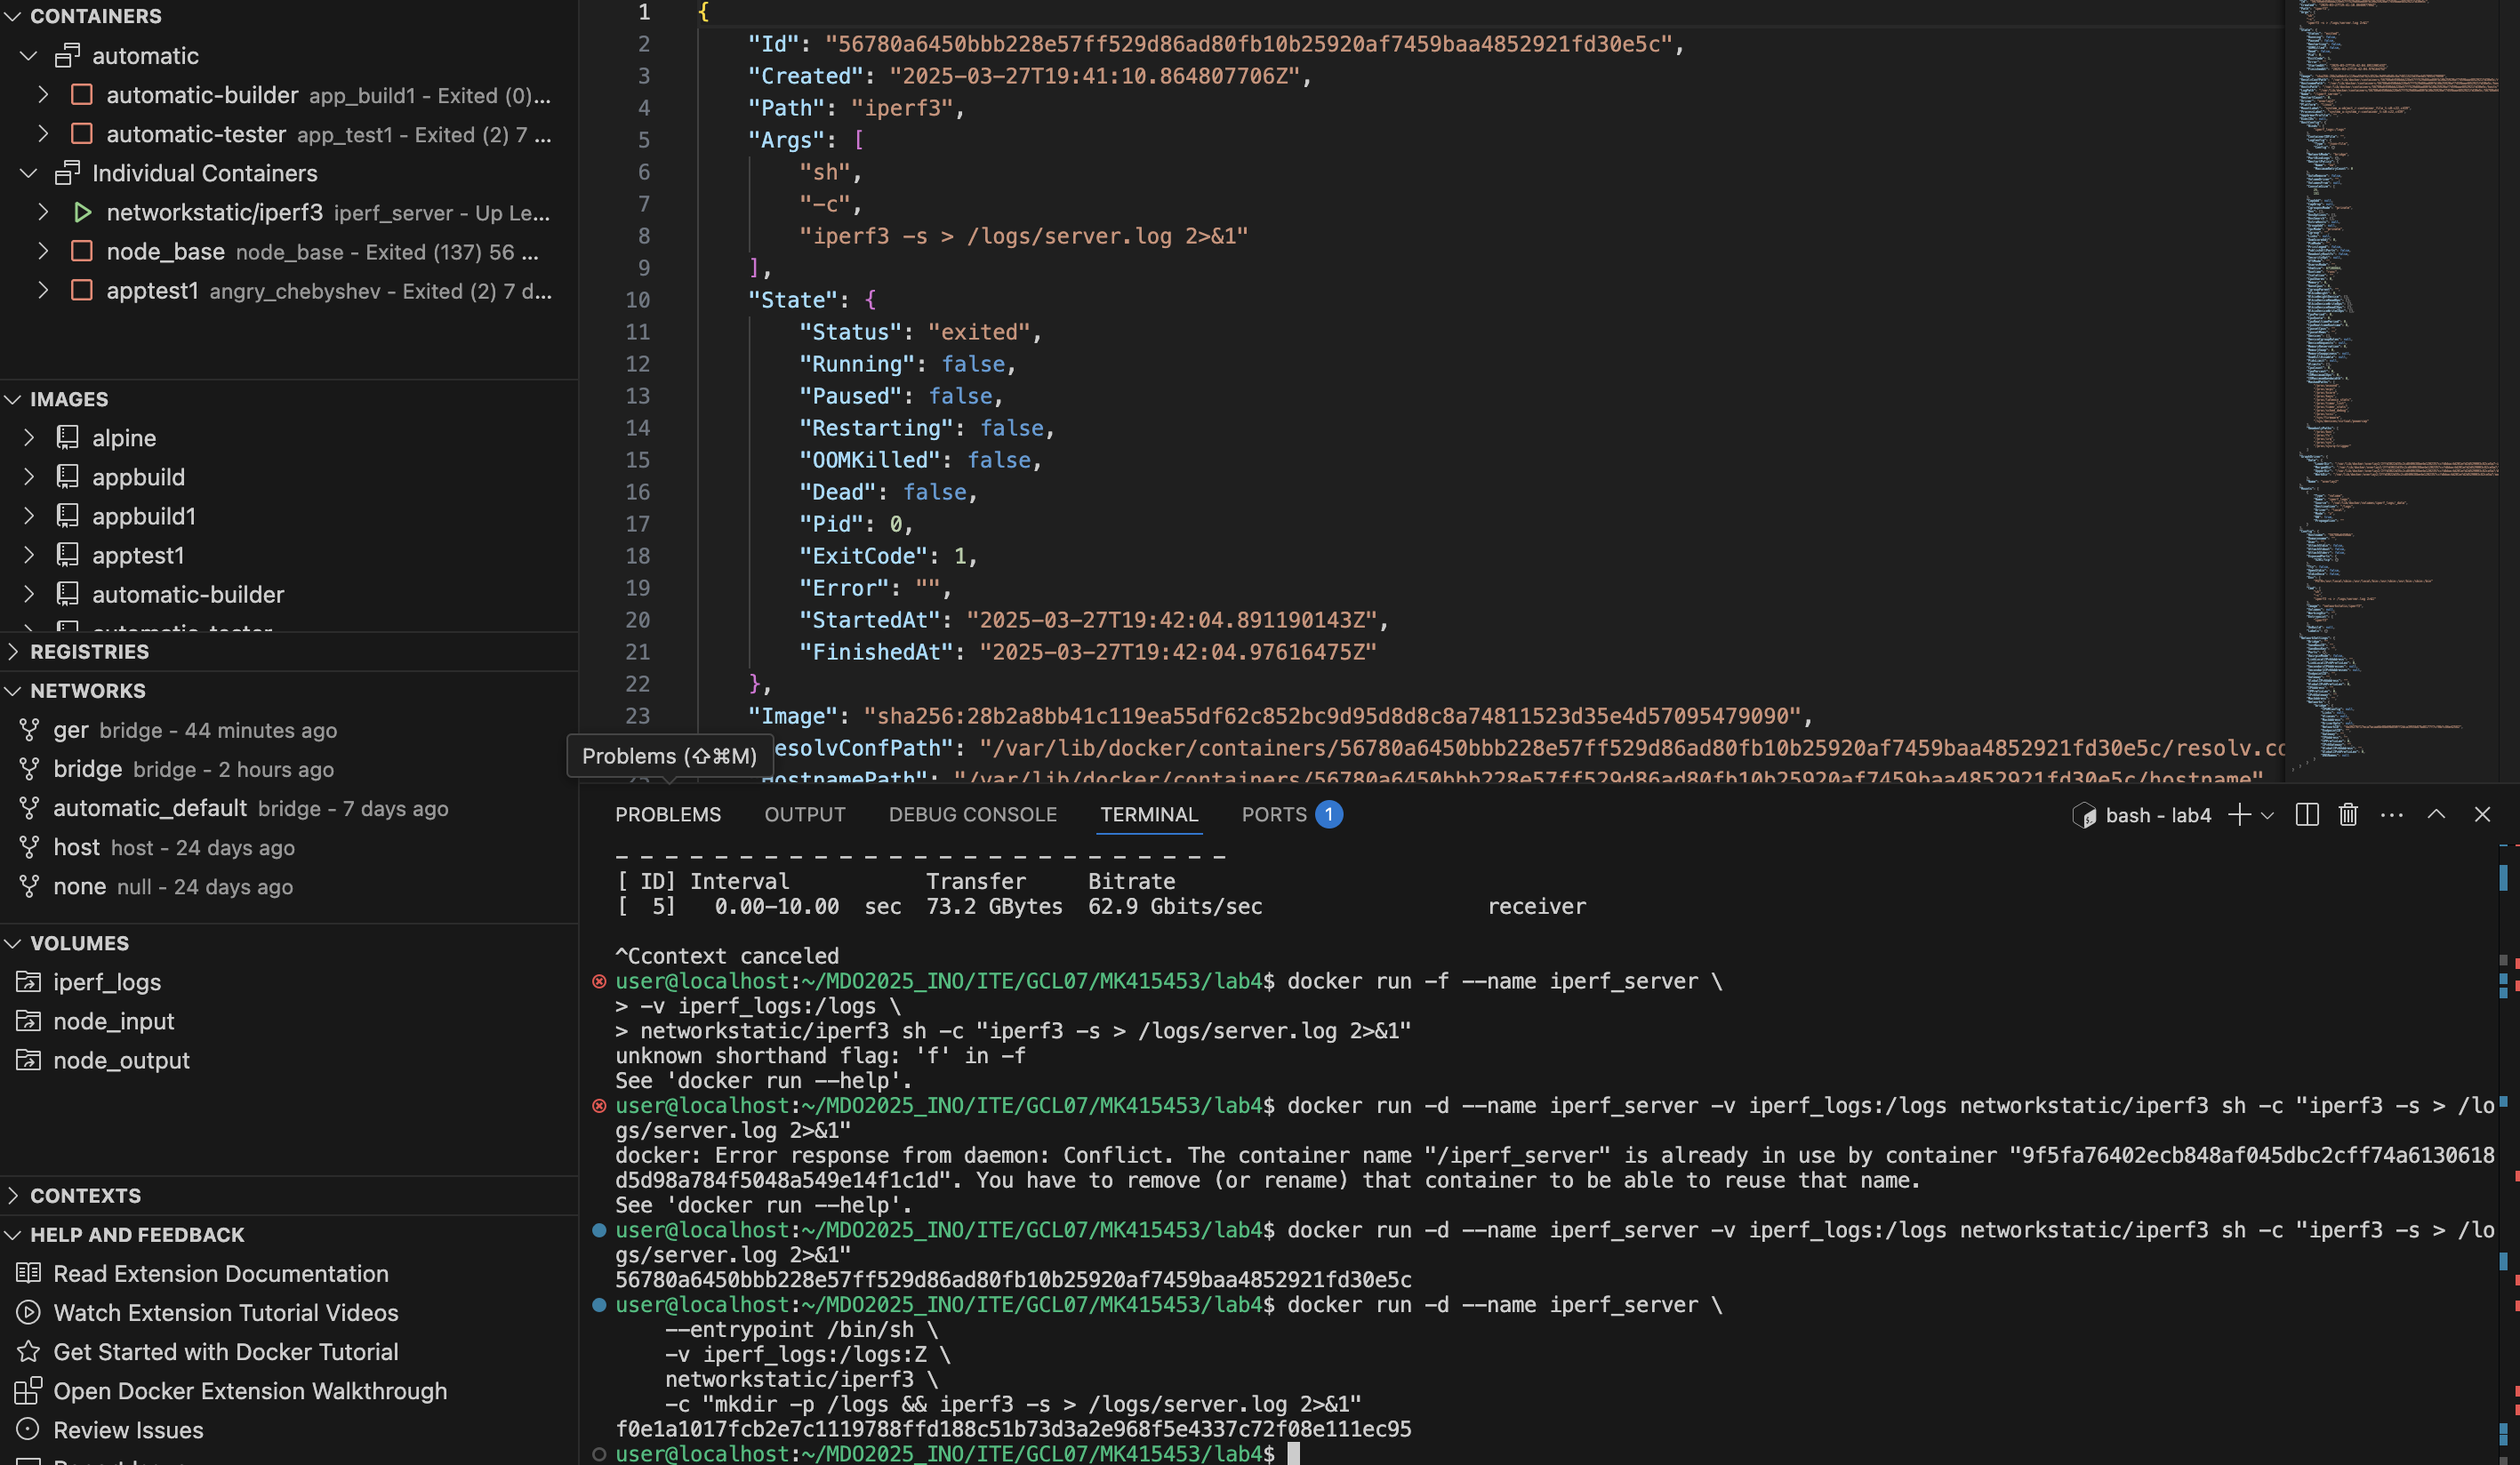 CONTAINERS
automatic
automatic-builder app_build1 - Exited (0)...
automatic-tester app_test1 - Exited (2) 7 ...
Individual Containers
networkstatic/iperf3 iperf_server - Up Le...
node_base node_base - Exited (137) 56 ...
apptest1 angry_chebyshev - Exited (2) 7 d...
IMAGES
alpine
appbuild
appbuild1
apptest1
automatic-builder
automatic-tester
REGISTRIES
NETWORKS
ger bridge - 44 minutes ago
bridge bridge - 2 hours ago
automatic_default bridge - 7 days ago
host host - 24 days ago
none null - 24 days ago
VOLUMES
iperf_logs
node_input
node_output
CONTEXTS
HELP AND FEEDBACK
Read Extension Documentation
Watch Extension Tutorial Videos
Get Started with Docker Tutorial
Open Docker Extension Walkthrough
Review Issues
1 {
2 "Id": "56780a6450bbb228e57ff529d86ad80fb10b25920af7459baa4852921fd30e5c",
3 "Created": "2025-03-27T19:41:10.864807706Z",
4 "Path": "iperf3",
5 "Args": [
6 "sh",
7 "-c",
8 "iperf3 -s > /logs/server.log 2>&1"
9 ],
10 "State": {
11 "Status": "exited",
12 "Running": false,
13 "Paused": false,
14 "Restarting": false,
15 "OOMKilled": false,
16 "Dead": false,
17 "Pid": 0,
18 "ExitCode": 1,
19 "Error": "",
20 "StartedAt": "2025-03-27T19:42:04.891190143Z",
21 "FinishedAt": "2025-03-27T19:42:04.97616475Z"
22 },
23 "Image": "sha256:28b2a8bb41c119ea55df62c852bc9d95d8d8c8a74811523d35e4d57095479090",
esolvConfPath": "/var/lib/docker/containers/56780a6450bbb228e57ff529d86ad80fb10b25920af7459baa4852921fd30e5c/resolv.co
HostnamePath": "/var/lib/docker/containers/56780a6450bbb228e57ff529d86ad80fb10b25920af7459baa4852921fd30e5c/hostname"
Problems (⇧⌘M)
PROBLEMS OUTPUT DEBUG CONSOLE TERMINAL PORTS 1 bash - lab4
- - - - - - - - - - - - - - - - - - - - - - - - -
[ ID] Interval Transfer Bitrate
[ 5] 0.00-10.00 sec 73.2 GBytes 62.9 Gbits/sec receiver
^Ccontext canceled
user@localhost:~/MDO2025_INO/ITE/GCL07/MK415453/lab4$ docker run -f --name iperf_server \
> -v iperf_logs:/logs \
> networkstatic/iperf3 sh -c "iperf3 -s > /logs/server.log 2>&1"
unknown shorthand flag: 'f' in -f
See 'docker run --help'.
user@localhost:~/MDO2025_INO/ITE/GCL07/MK415453/lab4$ docker run -d --name iperf_server -v iperf_logs:/logs networkstatic/iperf3 sh -c "iperf3 -s > /lo
gs/server.log 2>&1"
docker: Error response from daemon: Conflict. The container name "/iperf_server" is already in use by container "9f5fa76402ecb848af045dbc2cff74a6130618
d5d98a784f5048a549e14f1c1d". You have to remove (or rename) that container to be able to reuse that name.
See 'docker run --help'.
user@localhost:~/MDO2025_INO/ITE/GCL07/MK415453/lab4$ docker run -d --name iperf_server -v iperf_logs:/logs networkstatic/iperf3 sh -c "iperf3 -s > /lo
gs/server.log 2>&1"
56780a6450bbb228e57ff529d86ad80fb10b25920af7459baa4852921fd30e5c
user@localhost:~/MDO2025_INO/ITE/GCL07/MK415453/lab4$ docker run -d --name iperf_server \
--entrypoint /bin/sh \
-v iperf_logs:/logs:Z \
networkstatic/iperf3 \
-c "mkdir -p /logs && iperf3 -s > /logs/server.log 2>&1"
f0e1a1017fcb2e7c1119788ffd188c51b73d3a2e968f5e4337c72f08e111ec95
user@localhost:~/MDO2025_INO/ITE/GCL07/MK415453/lab4$